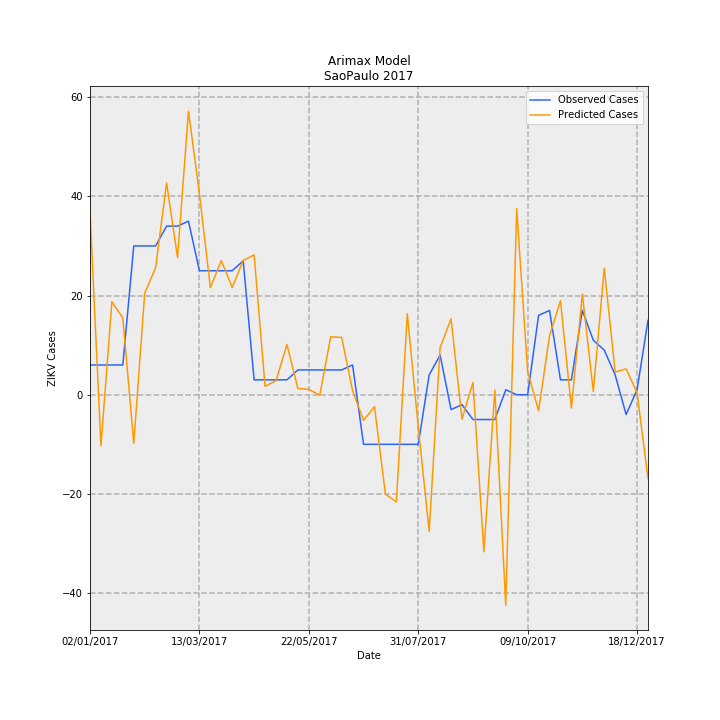 Arimax Model
SaoPaulo 2017
Observed Cases
Predicted Cases
60
40
20
0
−20
−40
ZIKV Cases
02/01/2017 13/03/2017 22/05/2017 31/07/2017 09/10/2017 18/12/2017
Date